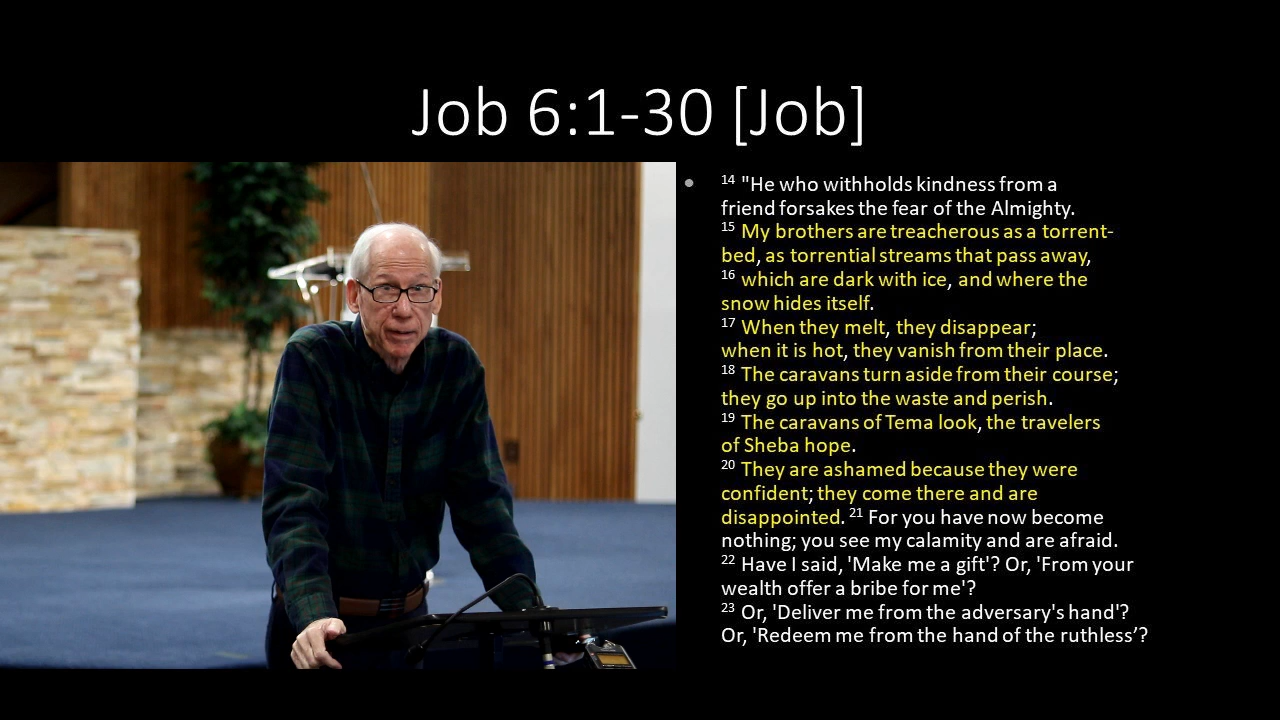 Job 6:1-30 [Job]
• 14 "He who withholds kindness from a
friend forsakes the fear of the Almighty.
15 My brothers are treacherous as a torrent-
bed, as torrential streams that pass away,
16 which are dark with ice, and where the
snow hides itself.
17 When they melt, they disappear;
when it is hot, they vanish from their place.
18 The caravans turn aside from their course;
they go up into the waste and perish.
19 The caravans of Tema look, the travelers
of Sheba hope.
20 They are ashamed because they were
confident; they come there and are
disappointed. 21 For you have now become
nothing; you see my calamity and are afraid.
22 Have I said, 'Make me a gift'? Or, 'From your
wealth offer a bribe for me'?
23 Or, 'Deliver me from the adversary's hand'?
Or, 'Redeem me from the hand of the ruthless’?